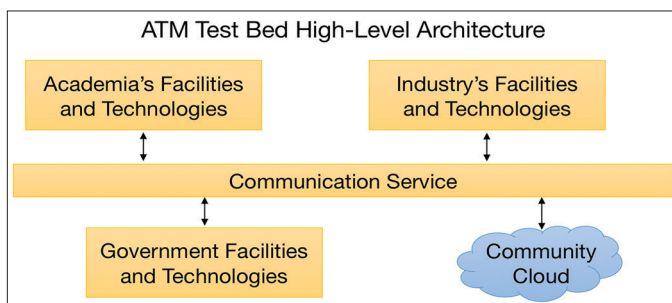 ATM Test Bed High-Level Architecture
Academia's Facilities
and Technologies
Industry's Facilities
and Technologies
Communication Service
Government Facilities
and Technologies
Community
Cloud